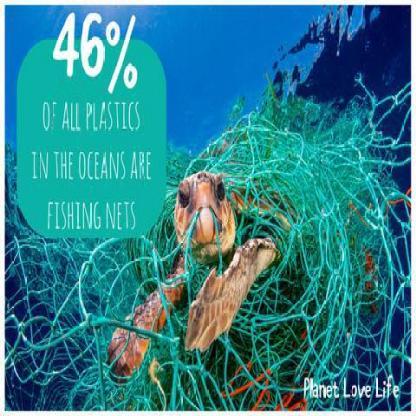 46%
OF ALL PLASTICS
IN THE OCEANS ARE
FISHING NETS
Planet Love Life